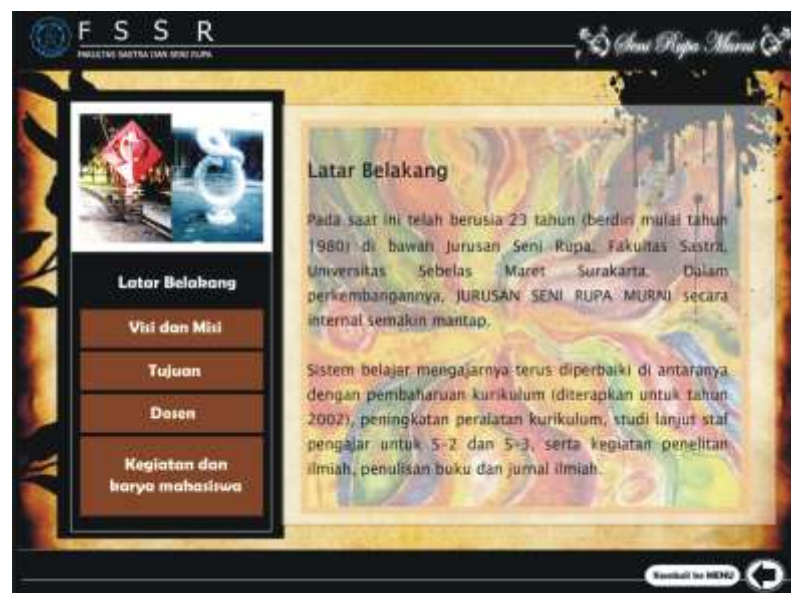 F S S R
FAKULTAS SASTRA DAN SENI RUPA
Seni Rupa Murni
Latar Belakang
Visi dan Misi
Tujuan
Dosen
Kegiatan dan
karya mahasiswa
Latar Belakang
Pada saat ini telah berusia 23 tahun (berdiri mulai tahun
1980) di bawah Jurusan Seni Rupa, Fakultas Sastra,
Universitas Sebelas Maret Surakarta. Dalam
perkembangannya, JURUSAN SENI RUPA MURNI secara
internal semakin mantap.
Sistem belajar mengajarnya terus diperbaiki di antaranya
dengan pembaharuan kurikulum (diterapkan untuk tahun
2002), peningkatan peralatan kurikulum, studi lanjut staf
pengajar untuk S-2 dan S-3, serta kegiatan penelitan
ilmiah, penulisan buku dan jurnal ilmiah.
Kembali ke MENU